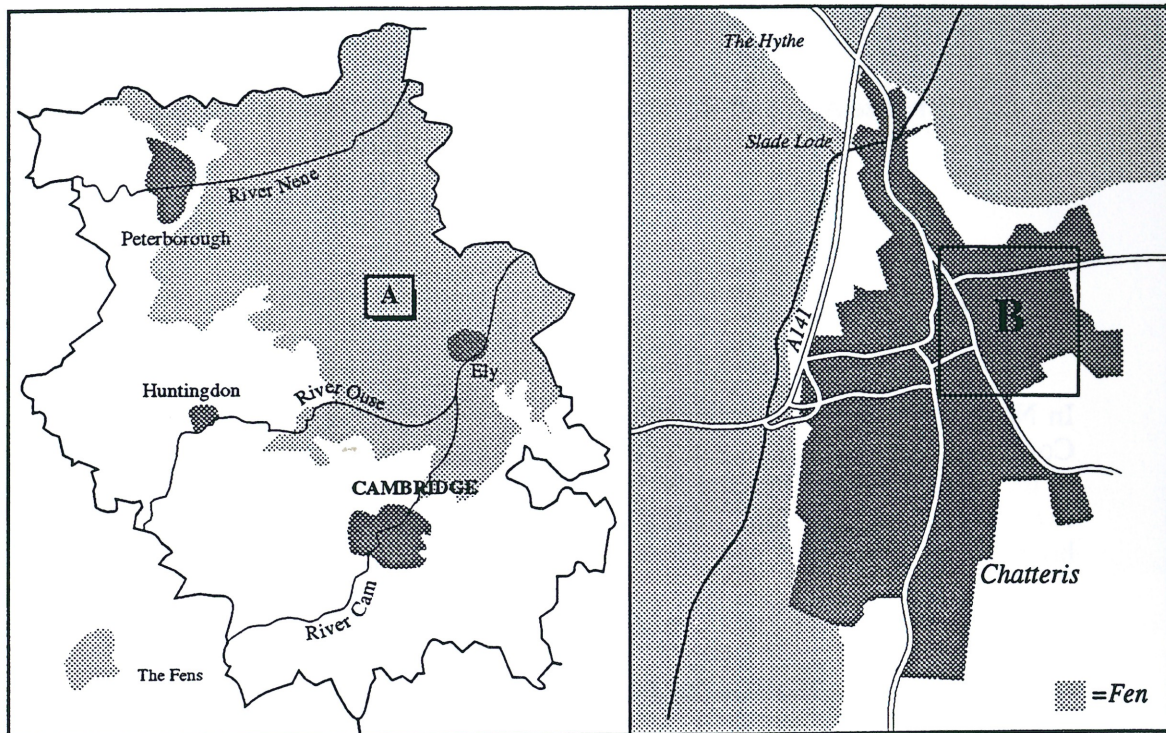 River Nene
Peterborough
A
Ely
Huntingdon
River Ouse
CAMBRIDGE
River Cam
The Fens
The Hythe
Slade Lode
A141
B
Chatteris
=Fen